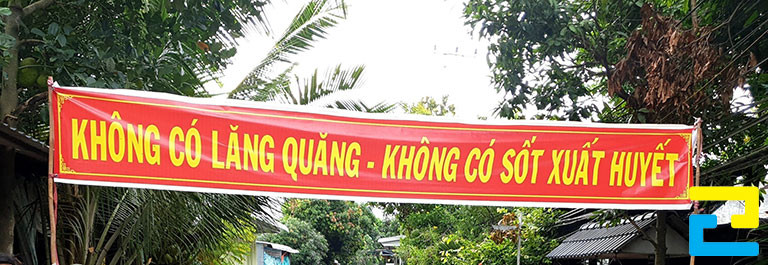 KHÔNG CÓ LĂNG QUĂNG - KHÔNG CÓ SỐT XUẤT HUYẾT